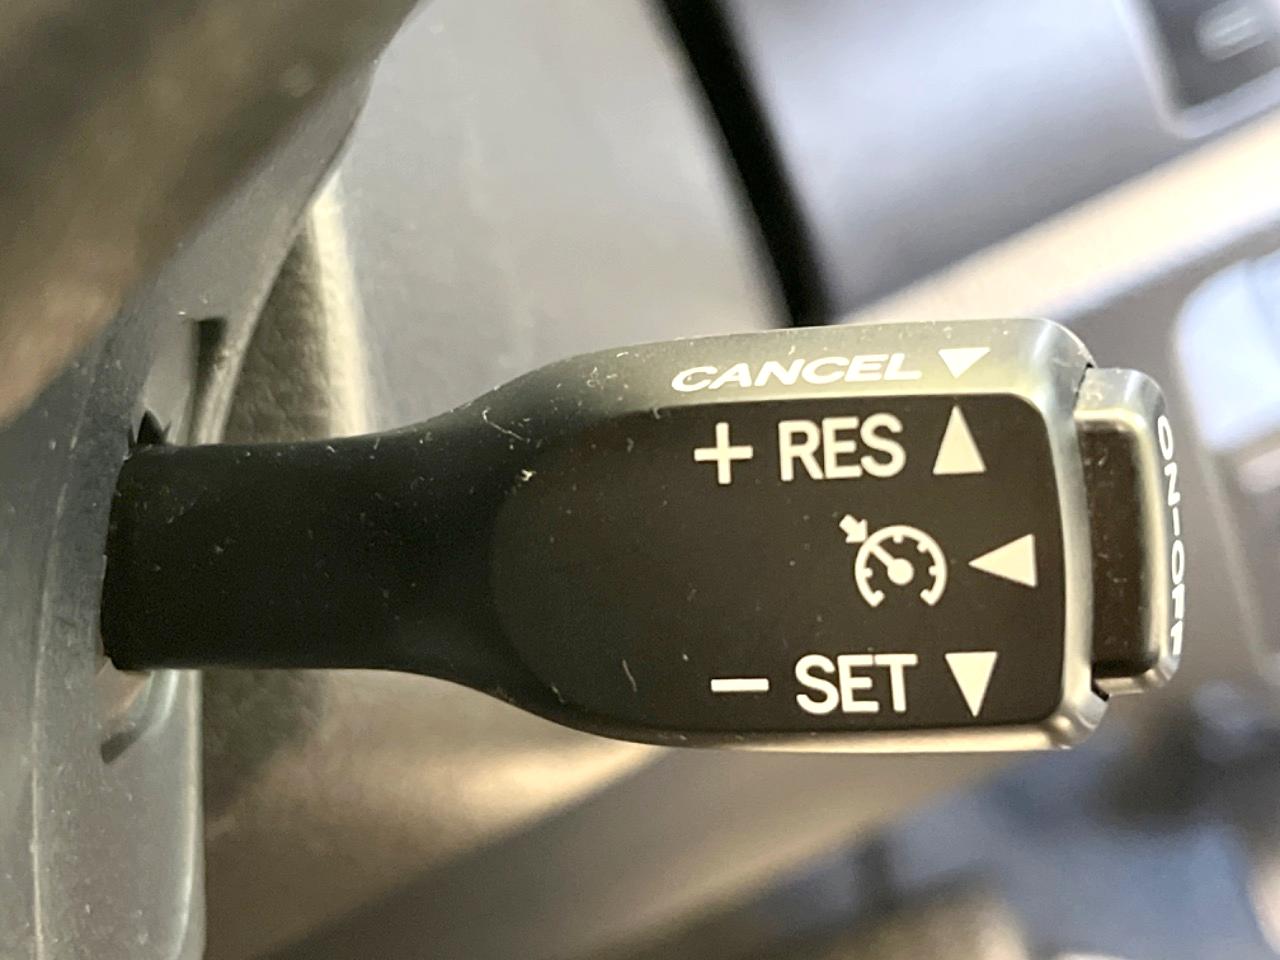 CANCEL ▼
+ RES ▲
◀
− SET ▼
ON-OFF